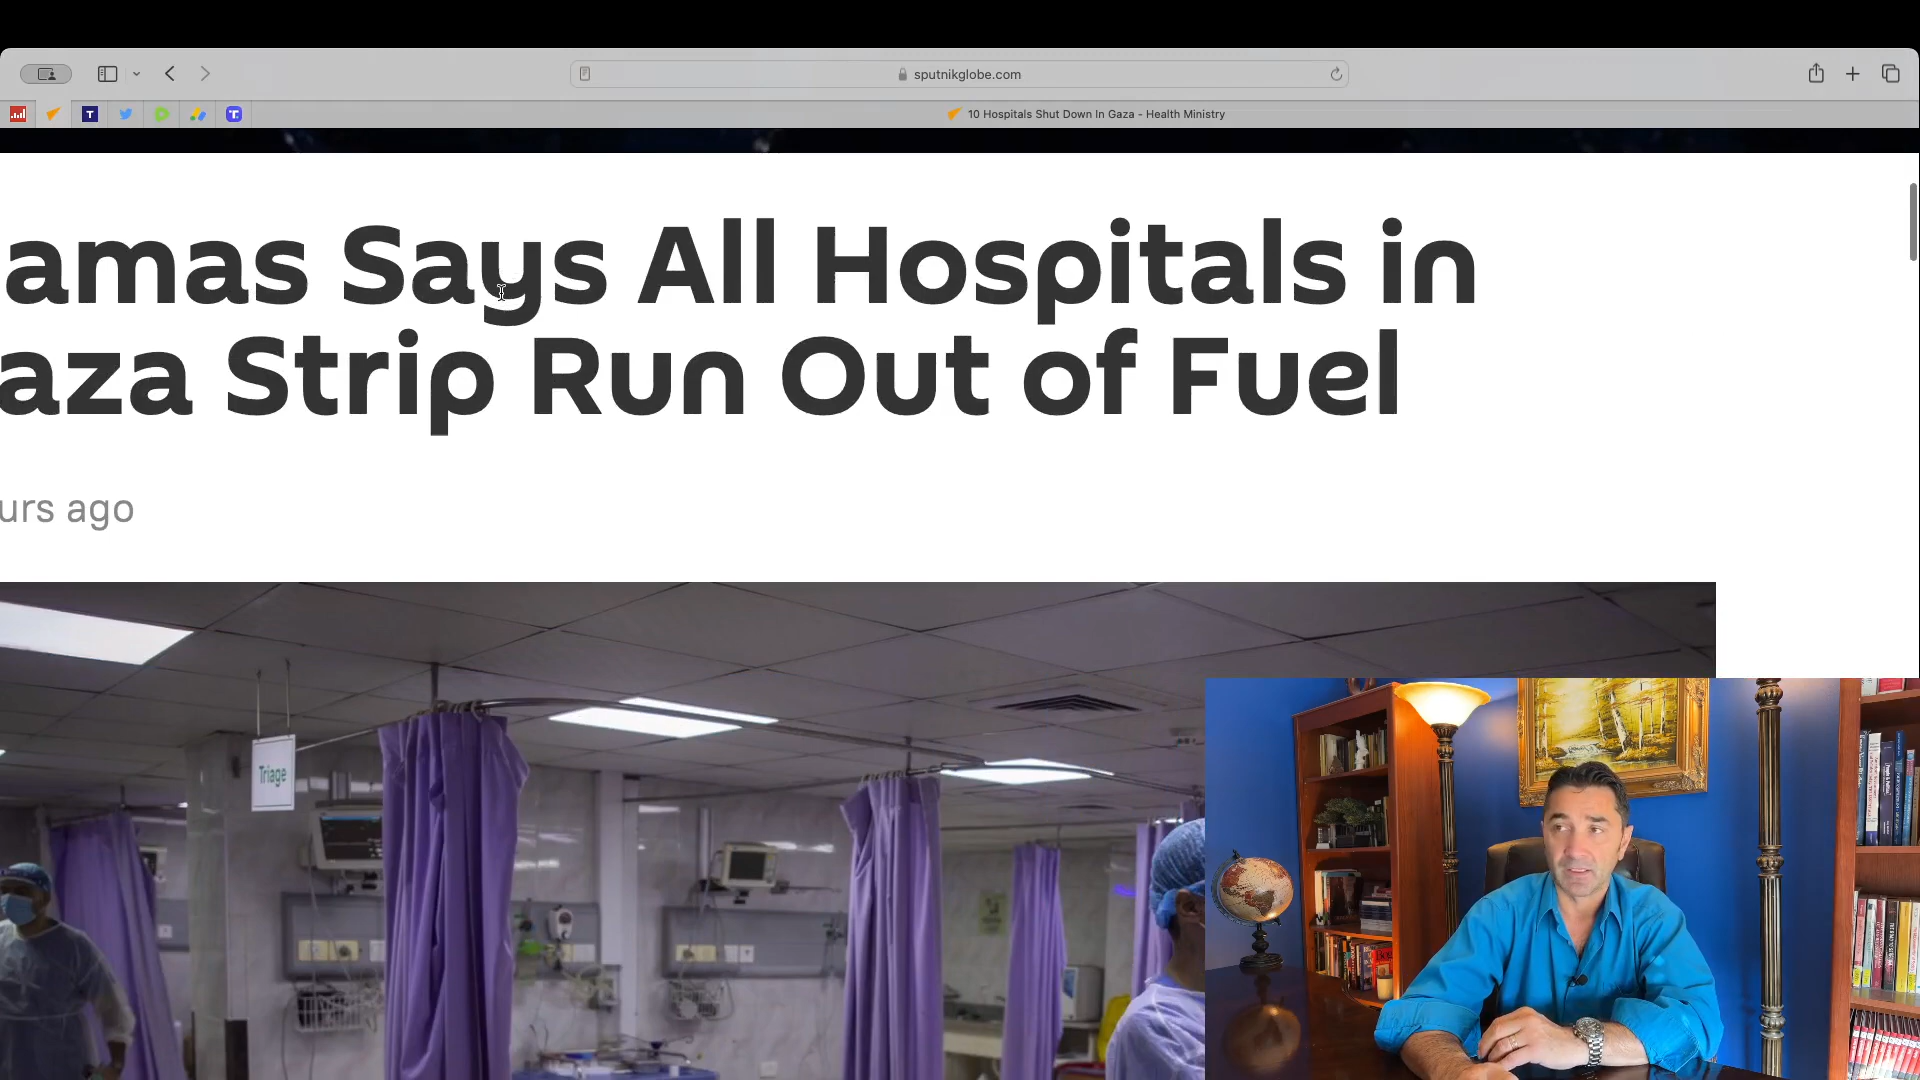 sputnikglobe.com
T
T
10 Hospitals Shut Down In Gaza - Health Ministry
amas Says All Hospitals in
aza Strip Run Out of Fuel
urs ago
Triage